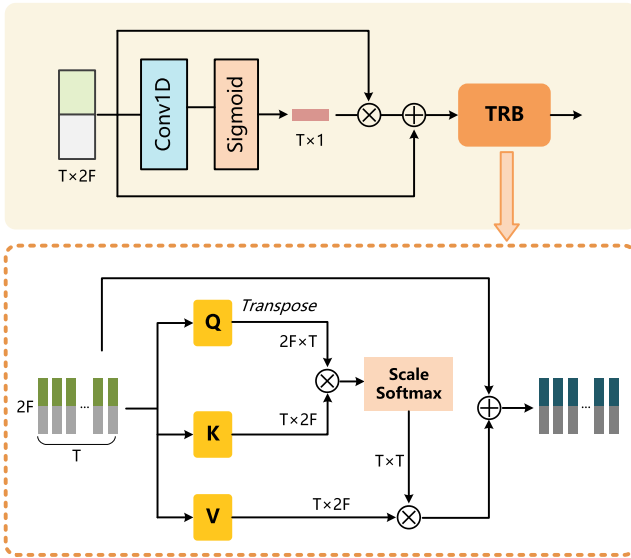 Conv1D
Sigmoid
T×1
TRB
T×2F
Q
Transpose
2F×T
Scale
Softmax
2F
...
T
K
T×2F
T×T
V
T×2F
...